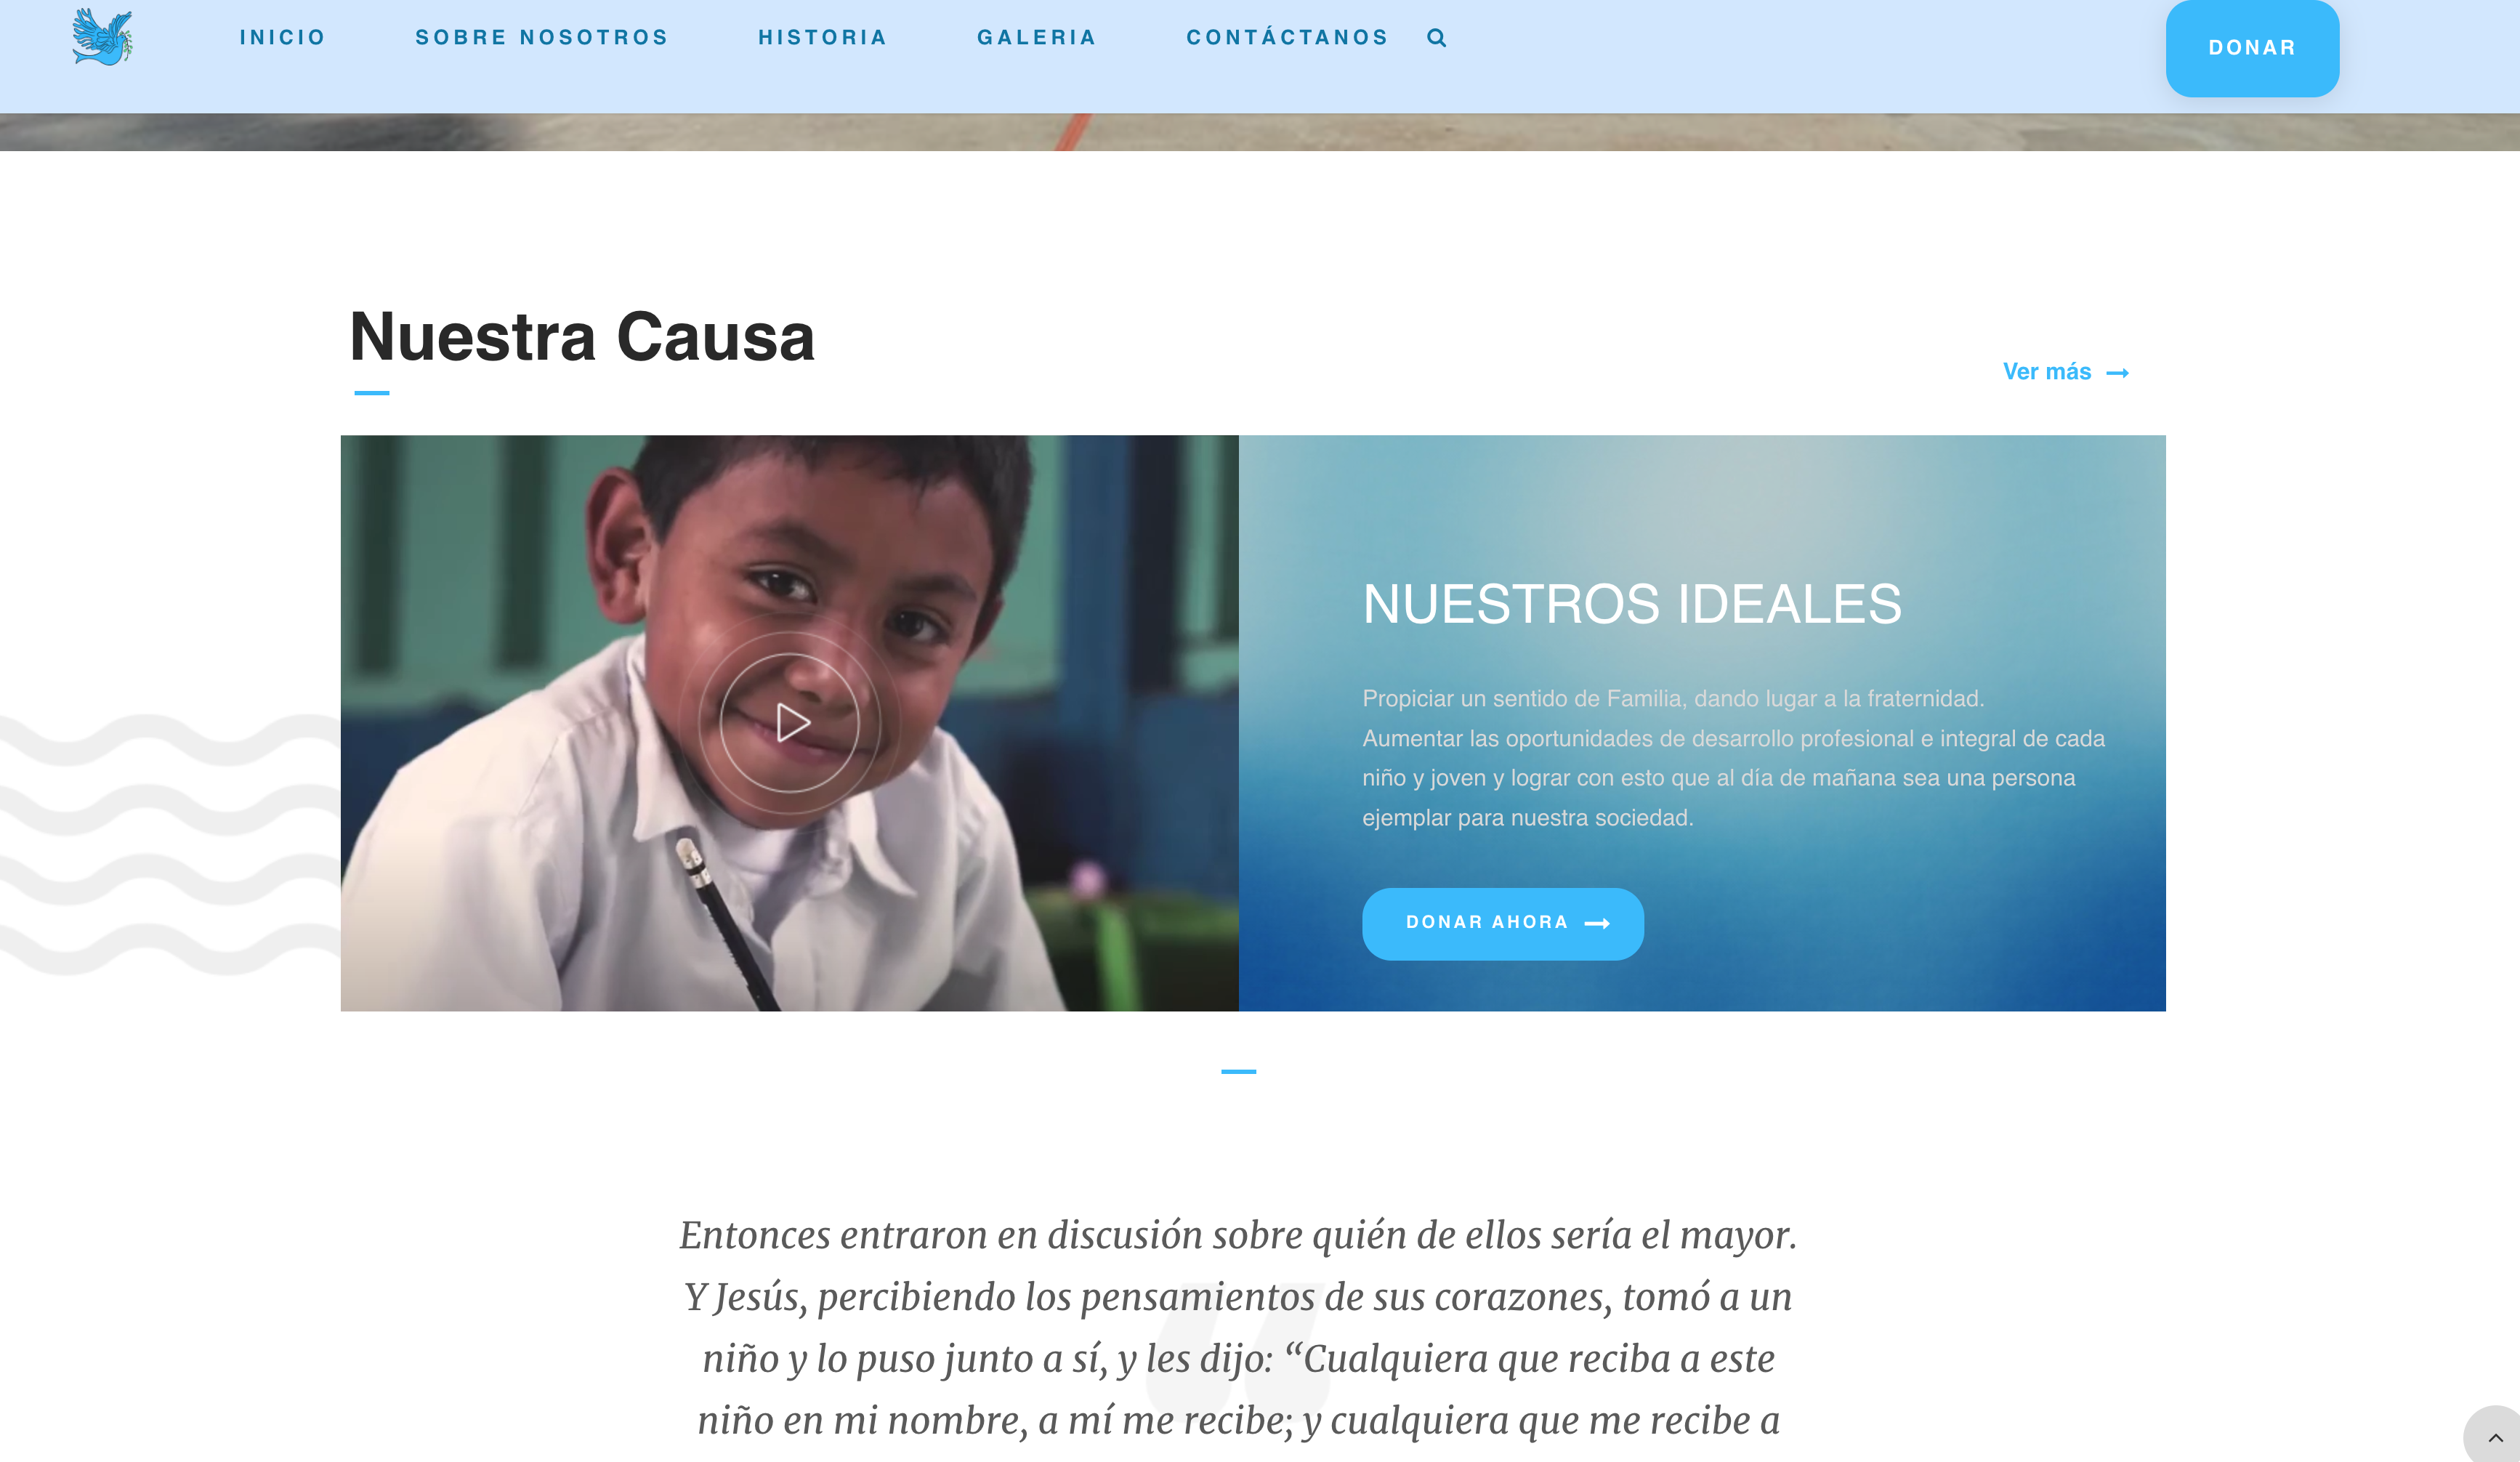 INICIO SOBRE NOSOTROS HISTORIA GALERIA CONTÁCTANOS DONAR
Nuestra Causa
Ver más
NUESTROS IDEALES
Propiciar un sentido de Familia, dando lugar a la fraternidad.
Aumentar las oportunidades de desarrollo profesional e integral de cada
niño y joven y lograr con esto que al día de mañana sea una persona
ejemplar para nuestra sociedad.
DONAR AHORA
Entonces entraron en discusión sobre quién de ellos sería el mayor.
Y Jesús, percibiendo los pensamientos de sus corazones, tomó a un
niño y lo puso junto a sí, y les dijo: “Cualquiera que reciba a este
niño en mi nombre, a mí me recibe; y cualquiera que me recibe a